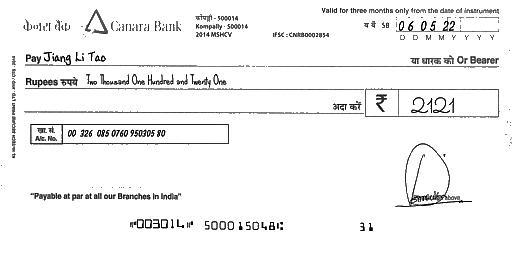 Valid for three months only from the date of instrument
केनरा बैंक Canara Bank
कोंपल्ली - 500014
Kompally - 500014
2014 MSHCV
IFSC : CNRB0002854
SB 06 05 22
D D M M Y Y Y Y
Pay Jiang Li Tao या धारक को Or Bearer
Rupees रुपये Two Thousand One Hundred and Twenty One
अदा करें ₹ 2121
खा. सं.
A/c. No. 00 326 085 0760 950305 80
above
"Payable at par at all our Branches in India"
⑈003014⑈ 500015048⑆ 31